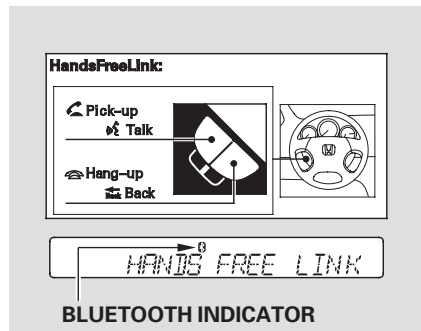 HandsFreeLink:
Pick-up
Talk
Hang-up
Back
HANDS FREE LINK
BLUETOOTH INDICATOR